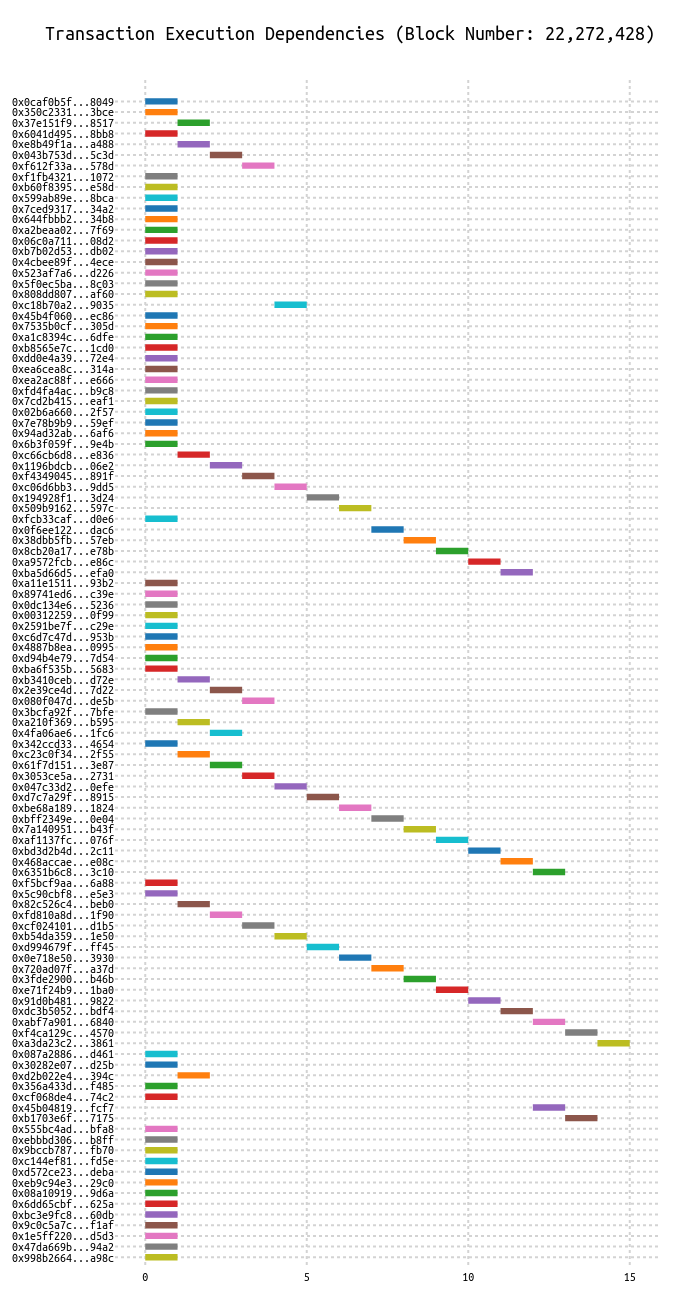 Transaction Execution Dependencies (Block Number: 22,272,428)
0x0caf0b5f...8049
0x350c2331...3bce
0x37e151f9...8517
0x6041d495...8bb8
0xe8b49f1a...a488
0x043b753d...5c3d
0xf612f33a...578d
0xf1fb4321...1072
0xb60f8395...e58d
0x599ab89e...8bca
0x7ced9317...34a2
0x644fbbb2...34b8
0xa2beaa02...7f69
0x06c0a711...08d2
0xb7b02d53...db02
0x4cbee89f...4ece
0x523af7a6...d226
0x5f0ec5ba...8c03
0x808dd807...af60
0xc18b70a2...9035
0x45b4f060...ec86
0x7535b0cf...305d
0xa1c8394c...6dfe
0xb8565e7c...1cd0
0xdd0e4a39...72e4
0xea6cea8c...314a
0xea2ac88f...e666
0xfd4fa4ac...b9c8
0x7cd2b415...eaf1
0x02b6a660...2f57
0x7e78b9b9...59ef
0x94ad32ab...6af6
0x6b3f059f...9e4b
0xc66cb6d8...e836
0x1196bdcb...06e2
0xf4349045...891f
0xc06d6bb3...9dd5
0x194928f1...3d24
0x509b9162...597c
0xfcb33caf...d0e6
0x0f6ee122...dac6
0x38dbb5fb...57eb
0x8cb20a17...e78b
0xa9572fcb...e86c
0xba5d66d5...efa0
0xa11e1511...93b2
0x89741ed6...c39e
0x0dc134e6...5236
0x00312259...0f99
0x2591be7f...c29e
0xc6d7c47d...953b
0x4887b8ea...0995
0xd94b4e79...7d54
0xba6f535b...5683
0xb3410ceb...d72e
0x2e39ce4d...7d22
0x080f047d...de5b
0x3bcfa92f...7bfe
0xa210f369...b595
0x4fa06ae6...1fc6
0x342ccd33...4654
0xc23c0f34...2f55
0x61f7d151...3e87
0x3053ce5a...2731
0x047c33d2...0efe
0xd7c7a29f...8915
0xbe68a189...1824
0xbff2349e...0e04
0x7a140951...b43f
0xaf1137fc...076f
0xbd3d2b4d...2c11
0x468accae...e08c
0x6351b6c8...3c10
0xf5bcf9aa...6a88
0x5c90cbf8...e5e3
0x82c526c4...beb0
0xfd810a8d...1f90
0xcf024101...d1b5
0xb54da359...1e50
0xd994679f...ff45
0x0e718e50...3930
0x720ad07f...a37d
0x3fde2900...b46b
0xe71f24b9...1ba0
0x91d0b481...9822
0xdc3b5052...bdf4
0xabf7a901...6840
0xf4ca129c...4570
0xa3da23c2...3861
0x087a2886...d461
0x30282e07...d25b
0xd2b022e4...394c
0x356a433d...f485
0xcf068de4...74c2
0x45b04819...fcf7
0xb1703e6f...7175
0x555bc4ad...bfa8
0xebbbd306...b8ff
0x9bccb787...fb70
0xc144ef81...fd5e
0xd572ce23...deba
0xeb9c94e3...29c0
0x08a10919...9d6a
0x6dd65cbf...625a
0xbc3e9fc8...60db
0x9c0c5a7c...f1af
0x1e5ff220...d5d3
0x47da669b...94a2
0x998b2664...a98c
0 5 10 15